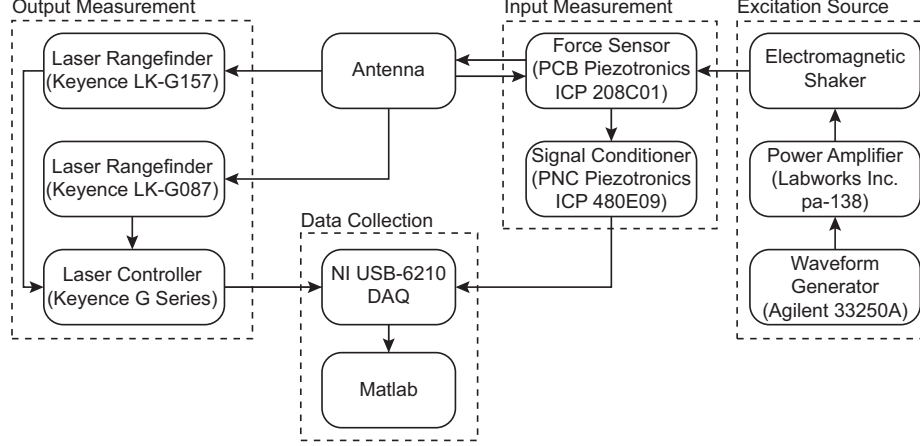 Output Measurement
Laser Rangefinder
(Keyence LK-G157)
Laser Rangefinder
(Keyence LK-G087)
Laser Controller
(Keyence G Series)
Antenna
Data Collection
NI USB-6210
DAQ
Matlab
Input Measurement
Force Sensor
(PCB Piezotronics
ICP 208C01)
Signal Conditioner
(PNC Piezotronics
ICP 480E09)
Excitation Source
Electromagnetic
Shaker
Power Amplifier
(Labworks Inc.
pa-138)
Waveform
Generator
(Agilent 33250A)